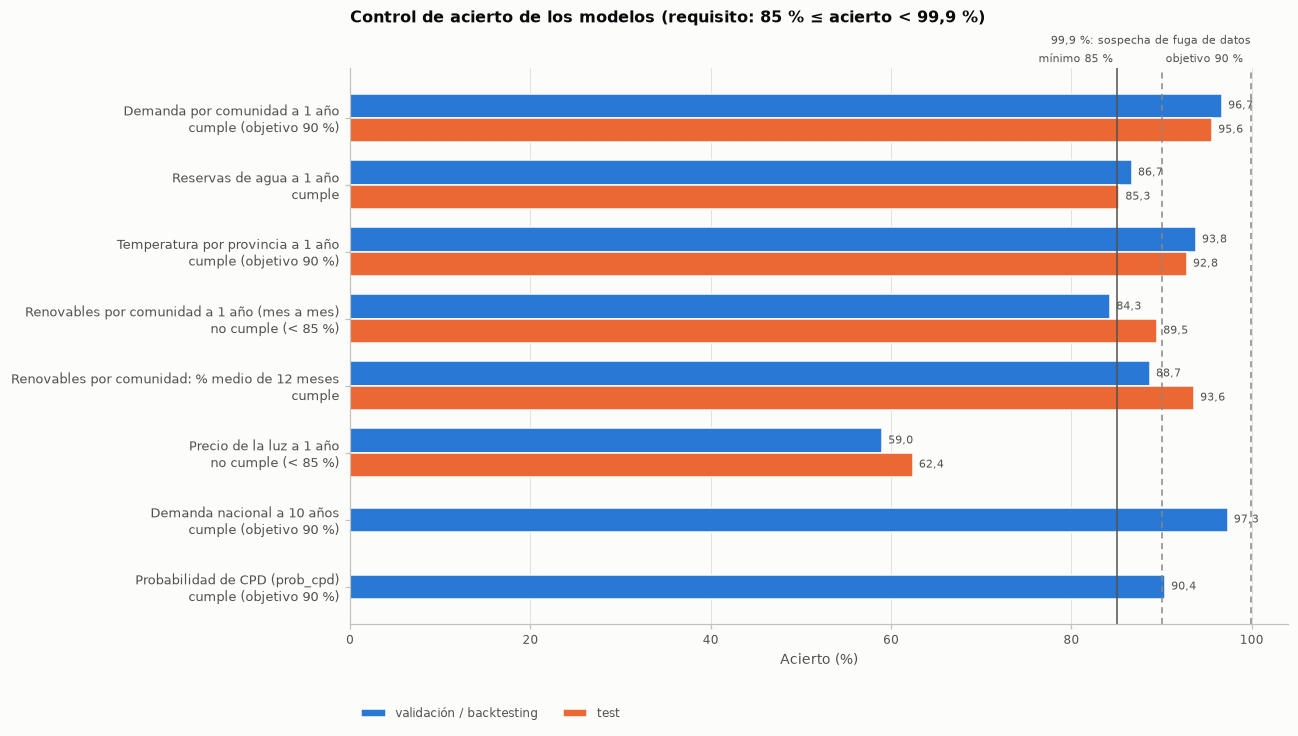 Control de acierto de los modelos (requisito: 85 % ≤ acierto < 99,9 %)
99,9 %: sospecha de fuga de datos
mínimo 85 %
objetivo 90 %
Demanda por comunidad a 1 año
cumple (objetivo 90 %)
96,7
95,6
Reservas de agua a 1 año
cumple
86,7
85,3
Temperatura por provincia a 1 año
cumple (objetivo 90 %)
93,8
92,8
Renovables por comunidad a 1 año (mes a mes)
no cumple (< 85 %)
84,3
89,5
Renovables por comunidad: % medio de 12 meses
cumple
88,7
93,6
Precio de la luz a 1 año
no cumple (< 85 %)
59,0
62,4
Demanda nacional a 10 años
cumple (objetivo 90 %)
97,3
Probabilidad de CPD (prob_cpd)
cumple (objetivo 90 %)
90,4
0 20 40 60 80 100
Acierto (%)
validación / backtesting
test